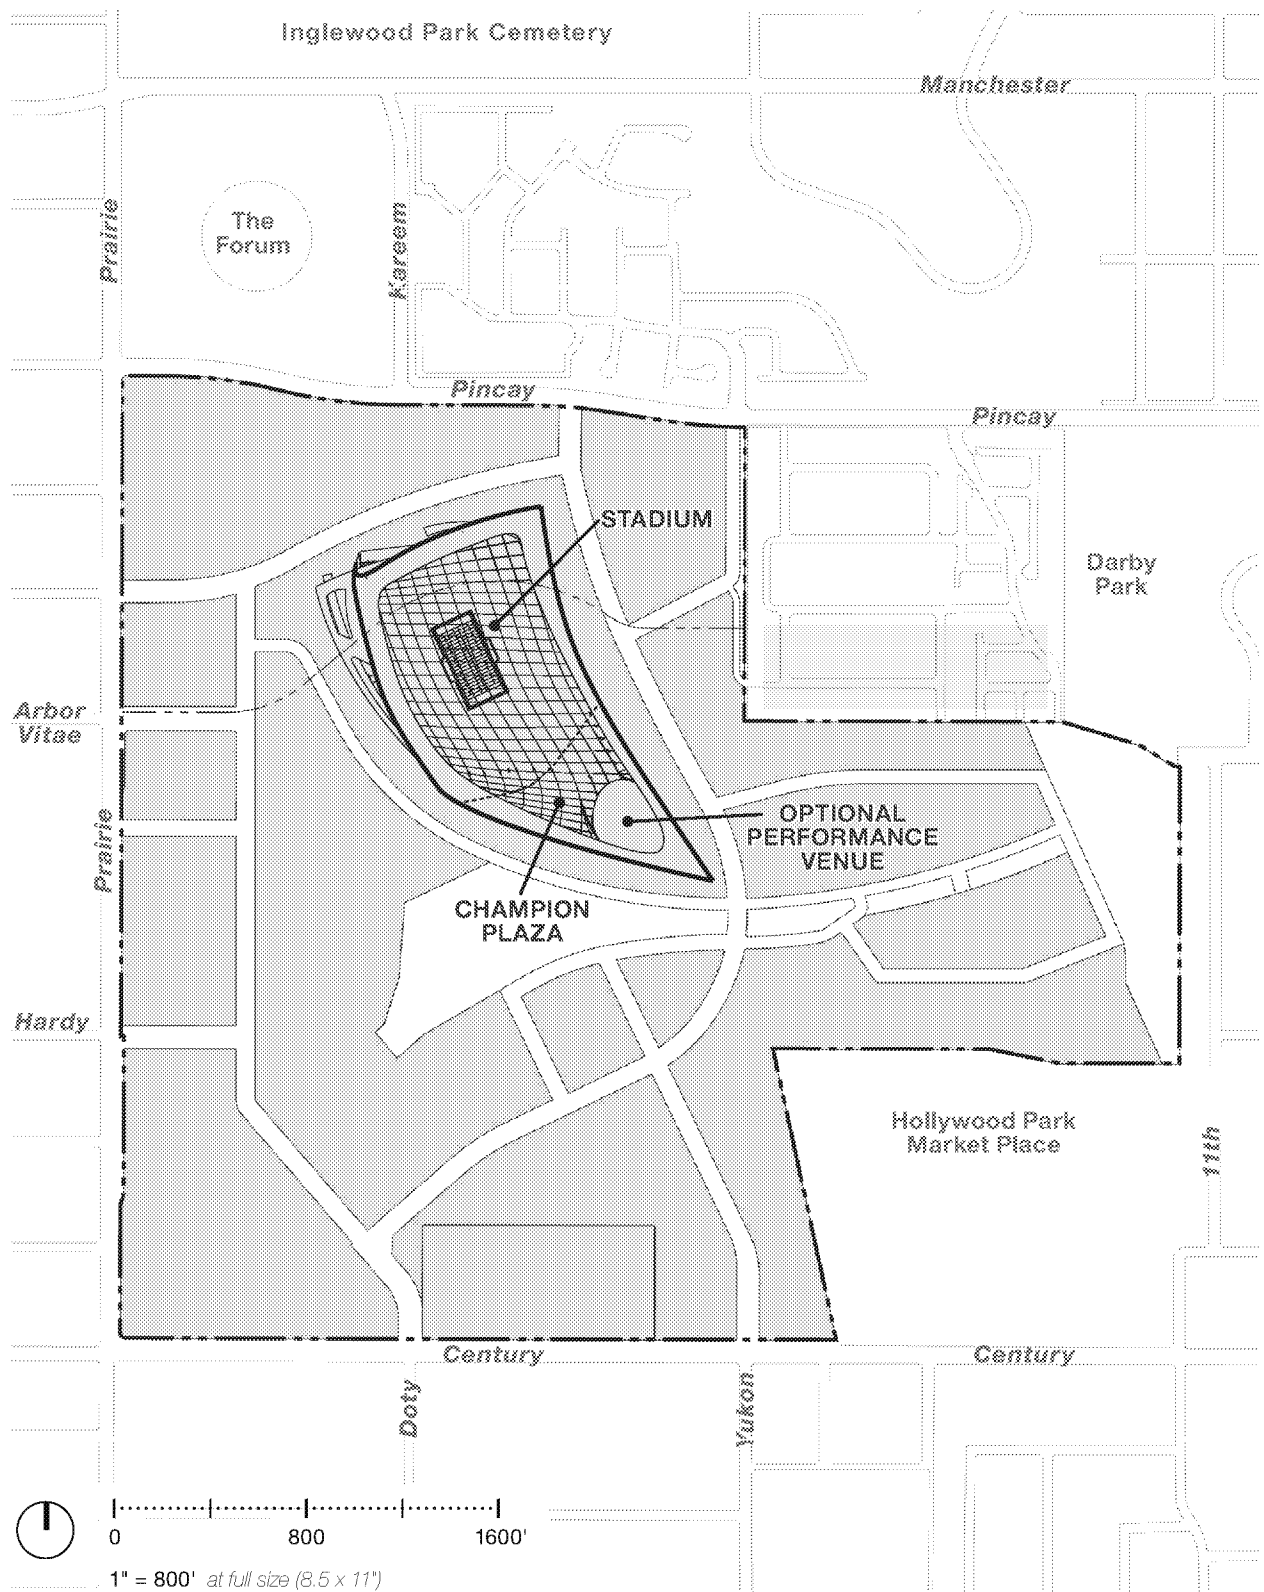 Inglewood Park Cemetery
Manchester
Prairie
The
Forum
Kareem
Pincay
Pincay
STADIUM
Darby
Park
Arbor
Vitae
Prairie
OPTIONAL
PERFORMANCE
VENUE
CHAMPION
PLAZA
Hardy
Hollywood Park
Market Place
11th
Century
Century
Doty
Yukon
0
800
1600'
1" = 800' at full size (8.5 x 11")